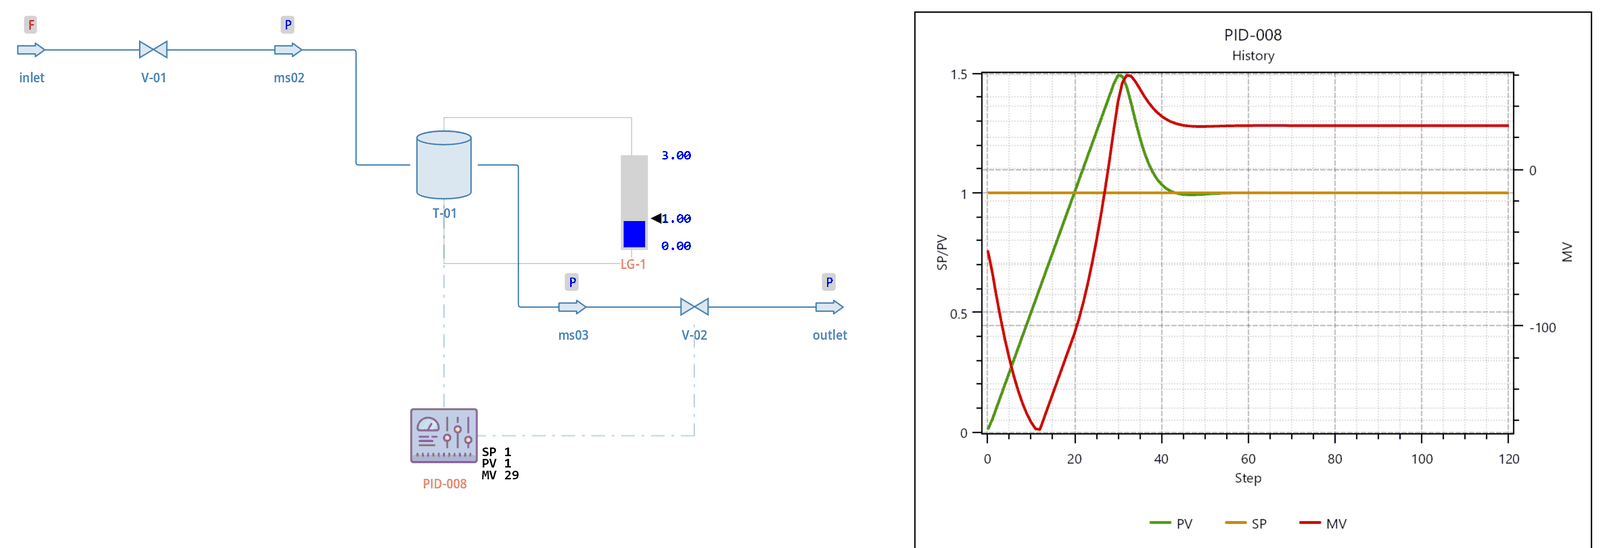 F
P
inlet
V-01
ms02
T-01
3.00
1.00
0.00
LG-1
P
P
ms03
V-02
outlet
SP 1
PV 1
MV 29
PID-008
PID-008
History
1.5
1
0.5
0
SP/PV
0
-100
MV
0 20 40 60 80 100 120
Step
PV SP MV